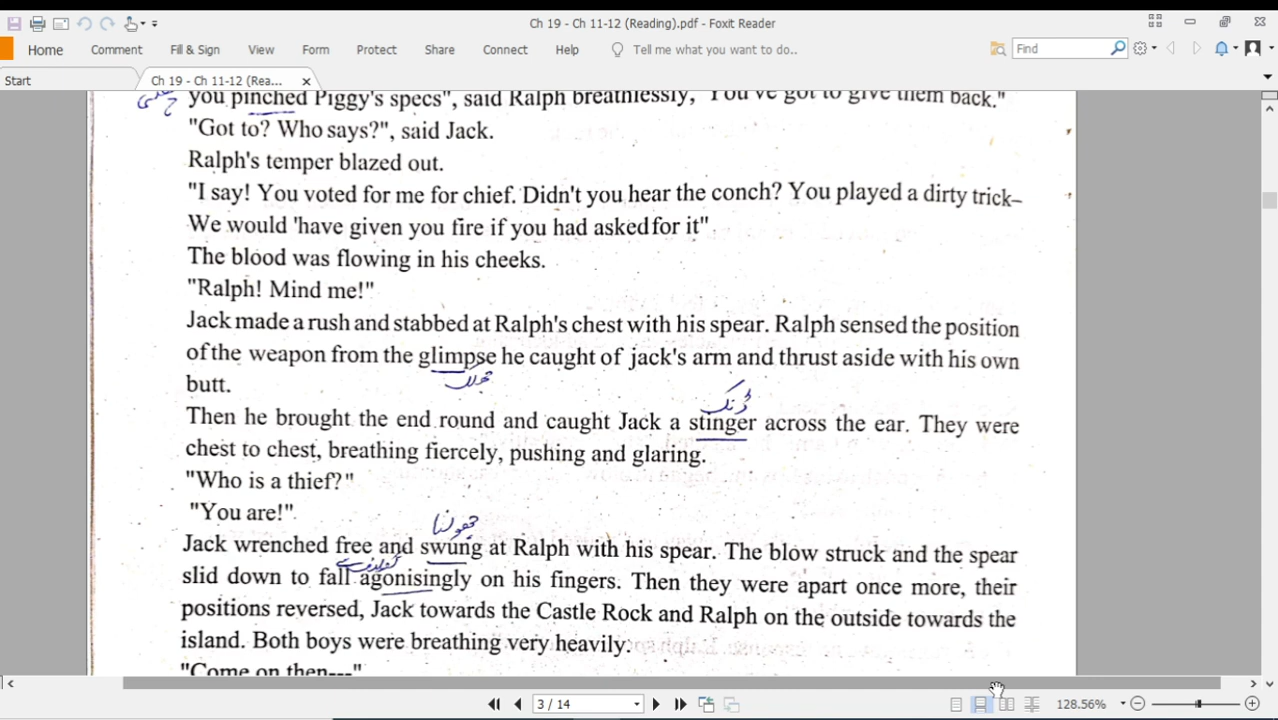 Ch 19 - Ch 11-12 (Reading).pdf - Foxit Reader
Home Comment Fill & Sign View Form Protect Share Connect Help Tell me what you want to do.. Find
Start Ch 19 - Ch 11-12 (Rea...
you pinched Piggy's specs", said Ralph breathlessly, "You've got to give them back."
"Got to? Who says?", said Jack.
Ralph's temper blazed out.
"I say! You voted for me for chief. Didn't you hear the conch? You played a dirty trick–
We would 'have given you fire if you had asked for it"
The blood was flowing in his cheeks.
"Ralph! Mind me!"
Jack made a rush and stabbed at Ralph's chest with his spear. Ralph sensed the position
of the weapon from the glimpse he caught of jack's arm and thrust aside with his own
جھلک
butt.
ڈنک
Then he brought the end round and caught Jack a stinger across the ear. They were
chest to chest, breathing fiercely, pushing and glaring.
"Who is a thief?"
"You are!".
جھولنا
Jack wrenched free and swung at Ralph with his spear. The blow struck and the spear
slid down to fall agonisingly on his fingers. Then they were apart once more, their
positions reversed, Jack towards the Castle Rock and Ralph on the outside towards the
island. Both boys were breathing very heavily.
"Come on then---"
3 / 14 128.56%